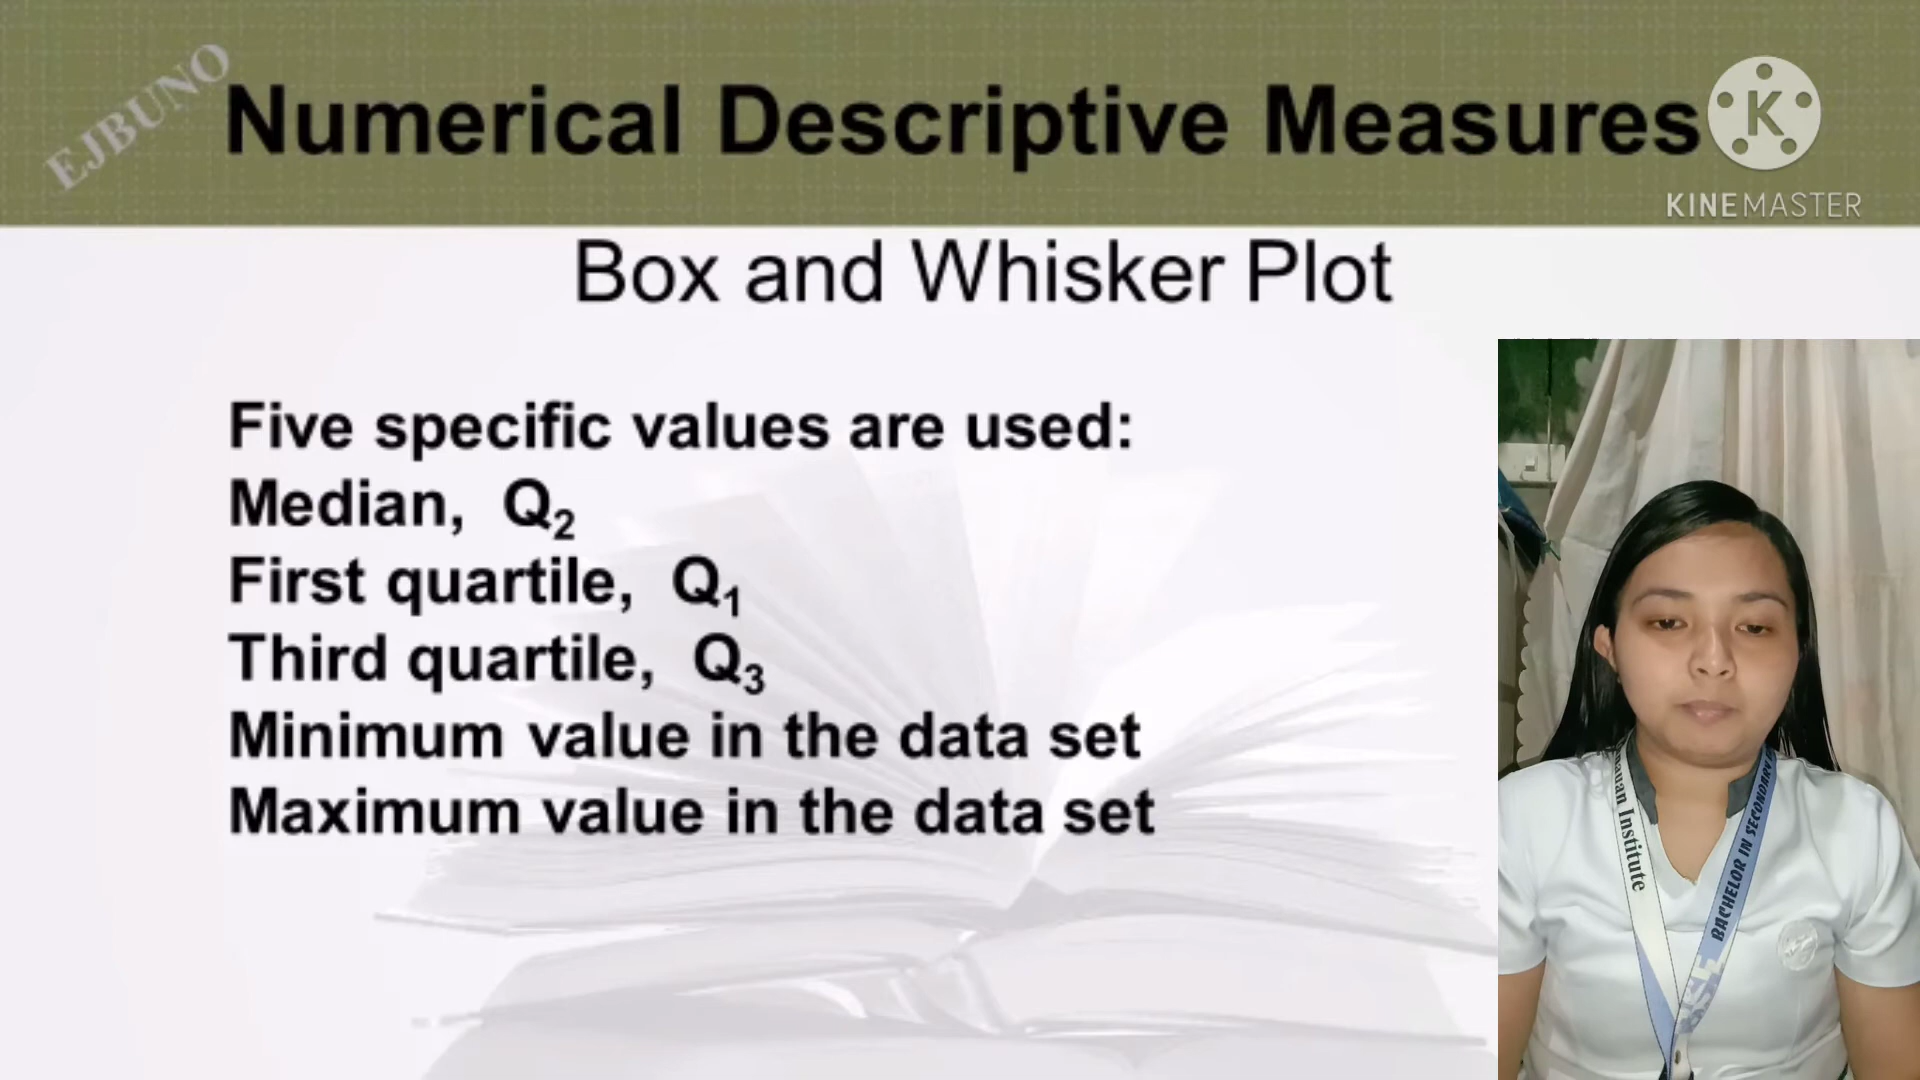 EJBUNO
Numerical Descriptive Measures
K
KINEMASTER
Box and Whisker Plot
Five specific values are used:
Median, Q₂
First quartile, Q₁
Third quartile, Q₃
Minimum value in the data set
Maximum value in the data set
Institute
BACHELOR IN SECONDARY